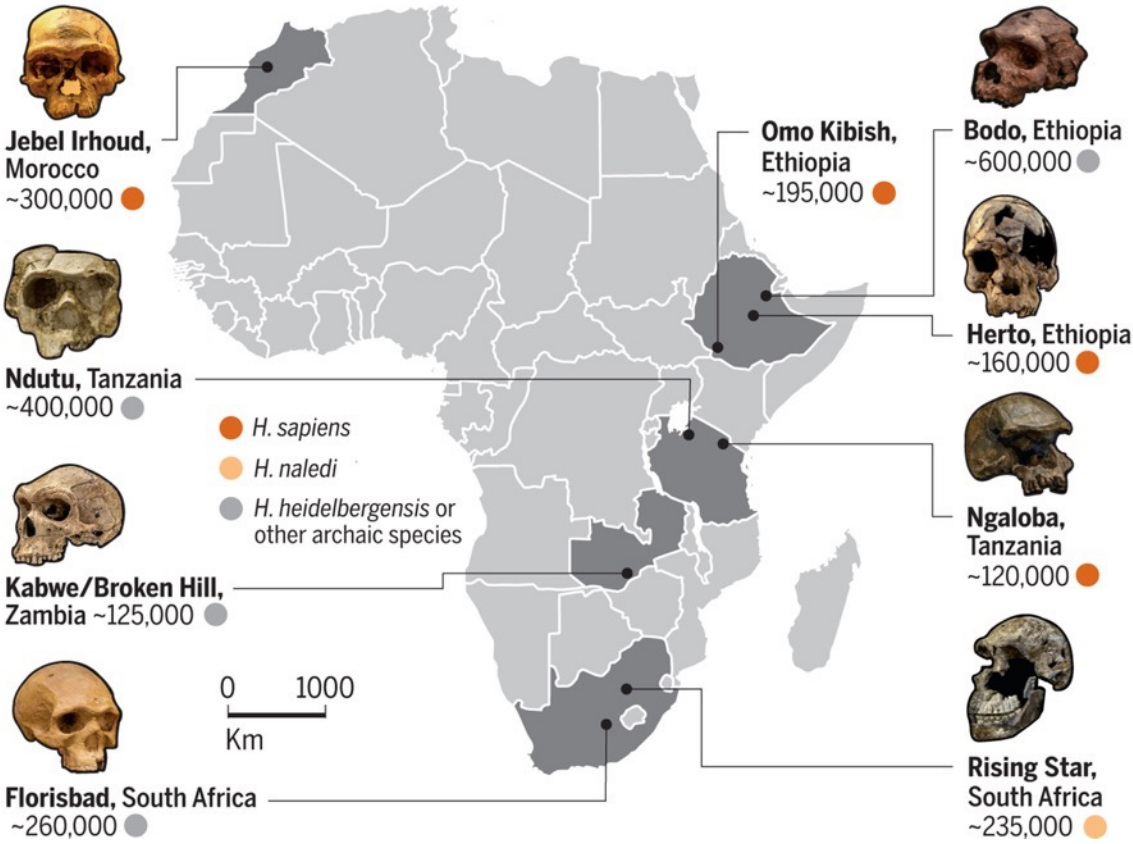 Jebel Irhoud,
Morocco
~300,000
Ndutu, Tanzania
~400,000
Kabwe/Broken Hill,
Zambia ~125,000
Florisbad, South Africa
~260,000
H. sapiens
H. naledi
H. heidelbergensis or
other archaic species
0 1000
Km
Omo Kibish,
Ethiopia
~195,000
Bodo, Ethiopia
~600,000
Herto, Ethiopia
~160,000
Ngaloba,
Tanzania
~120,000
Rising Star,
South Africa
~235,000